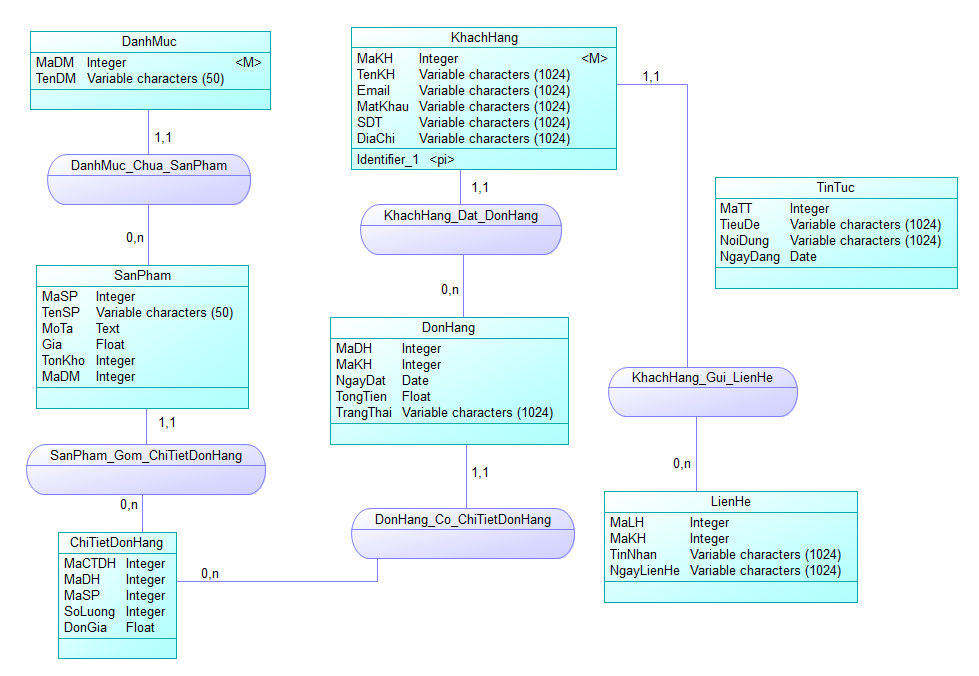 DanhMuc
MaDM Integer <M>
TenDM Variable characters (50)
1,1
DanhMuc_Chua_SanPham
0,n
SanPham
MaSP Integer
TenSP Variable characters (50)
MoTa Text
Gia Float
TonKho Integer
MaDM Integer
1,1
SanPham_Gom_ChiTietDonHang
0,n
ChiTietDonHang
MaCTDH Integer
MaDH Integer
MaSP Integer
SoLuong Integer
DonGia Float
KhachHang
MaKH Integer <M>
TenKH Variable characters (1024)
Email Variable characters (1024)
MatKhau Variable characters (1024)
SDT Variable characters (1024)
DiaChi Variable characters (1024)
Identifier_1 <pi>
1,1
KhachHang_Dat_DonHang
0,n
DonHang
MaDH Integer
MaKH Integer
NgayDat Date
TongTien Float
TrangThai Variable characters (1024)
1,1
DonHang_Co_ChiTietDonHang
0,n
1,1
KhachHang_Gui_LienHe
0,n
LienHe
MaLH Integer
MaKH Integer
TinNhan Variable characters (1024)
NgayLienHe Variable characters (1024)
TinTuc
MaTT Integer
TieuDe Variable characters (1024)
NoiDung Variable characters (1024)
NgayDang Date